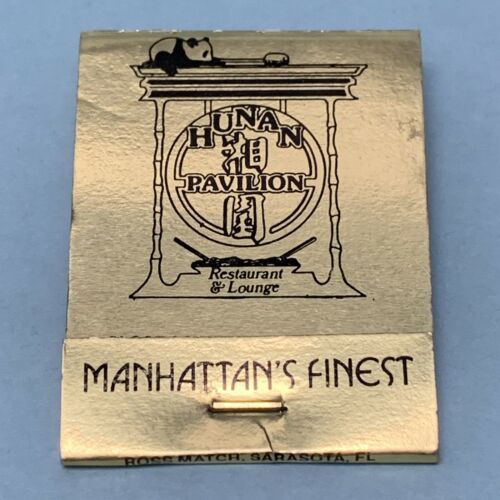 HUNAN
湘
PAVILION
園
Restaurant
& Lounge
MANHATTAN'S FINEST
ROSS MATCH, SARASOTA, FL